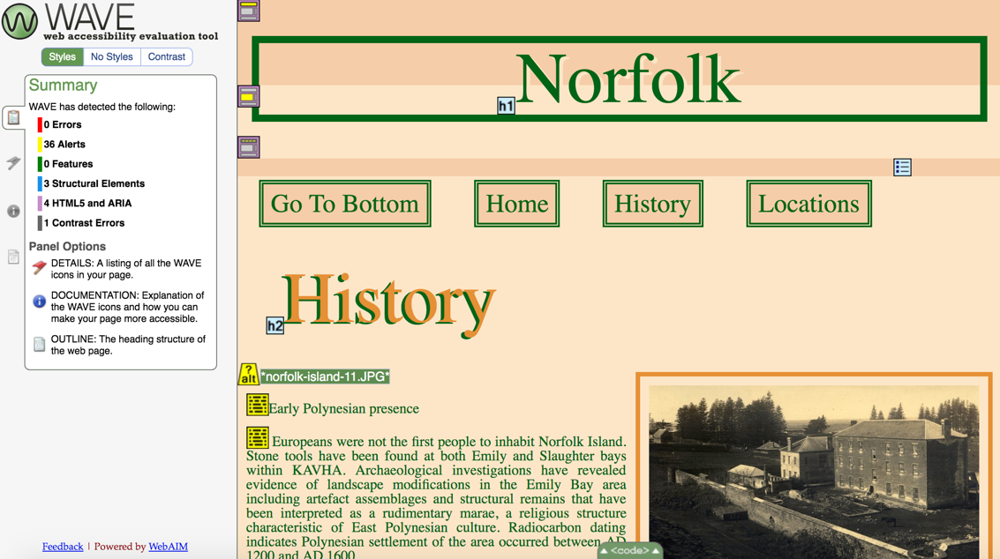 WAVE
web accessibility evaluation tool
Styles No Styles Contrast
Summary
WAVE has detected the following:
0 Errors
36 Alerts
0 Features
3 Structural Elements
4 HTML5 and ARIA
1 Contrast Errors
Panel Options
DETAILS: A listing of all the WAVE
icons in your page.
DOCUMENTATION: Explanation of
the WAVE icons and how you can
make your page more accessible.
OUTLINE: The heading structure of
the web page.
Feedback | Powered by WebAIM
h1 Norfolk
Go To Bottom Home History Locations
h2 History
? alt *norfolk-island-11.JPG*
Early Polynesian presence
Europeans were not the first people to inhabit Norfolk Island.
Stone tools have been found at both Emily and Slaughter bays
within KAVHA. Archaeological investigations have revealed
evidence of landscape modifications in the Emily Bay area
including artefact assemblages and structural remains that have
been interpreted as a rudimentary marae, a religious structure
characteristic of East Polynesian culture. Radiocarbon dating
indicates Polynesian settlement of the area occurred between AD
1200 and AD 1600
<code>